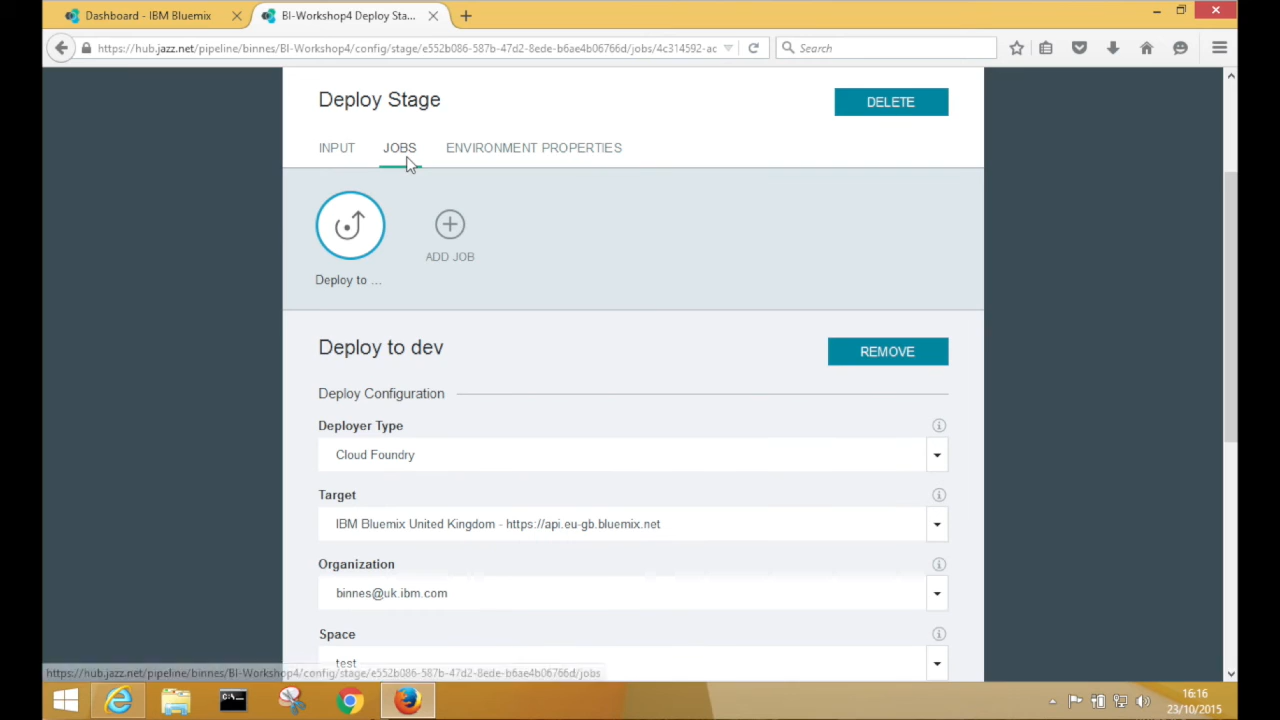 Dashboard - IBM Bluemix
BI-Workshop4 Deploy Sta...
https://hub.jazz.net/pipeline/binnes/BI-Workshop4/config/stage/e552b086-587b-47d2-8ede-b6ae4b06766d/jobs/4c314592-ac
Search
Deploy Stage
DELETE
INPUT
JOBS
ENVIRONMENT PROPERTIES
Deploy to ...
ADD JOB
Deploy to dev
REMOVE
Deploy Configuration
Deployer Type
Cloud Foundry
Target
IBM Bluemix United Kingdom - https://api.eu-gb.bluemix.net
Organization
binnes@uk.ibm.com
Space
test
https://hub.jazz.net/pipeline/binnes/BI-Workshop4/config/stage/e552b086-587b-47d2-8ede-b6ae4b06766d/jobs
16:16
23/10/2015